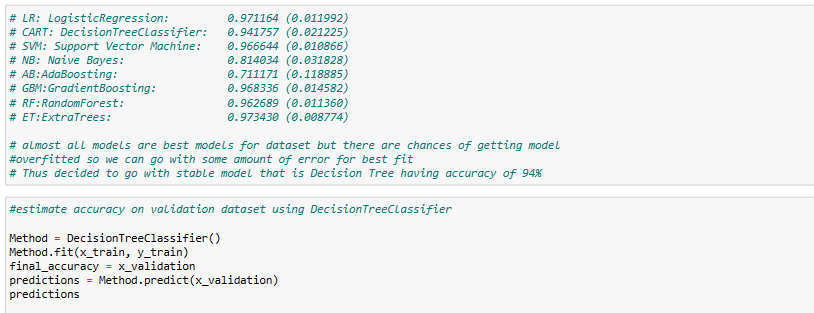 # LR: LogisticRegression: 0.971164 (0.011992)
# CART: DecisionTreeClassifier: 0.941757 (0.021225)
# SVM: Support Vector Machine: 0.966644 (0.010866)
# NB: Naive Bayes: 0.814034 (0.031828)
# AB:AdaBoosting: 0.711171 (0.118885)
# GBM:GradientBoosting: 0.968336 (0.014582)
# RF:RandomForest: 0.962689 (0.011360)
# ET:ExtraTrees: 0.973430 (0.008774)
# almost all models are best models for dataset but there are chances of getting model
#overfitted so we can go with some amount of error for best fit
# Thus decided to go with stable model that is Decision Tree having accuracy of 94%
#estimate accuracy on validation dataset using DecisionTreeClassifier
Method = DecisionTreeClassifier()
Method.fit(x_train, y_train)
final_accuracy = x_validation
predictions = Method.predict(x_validation)
predictions